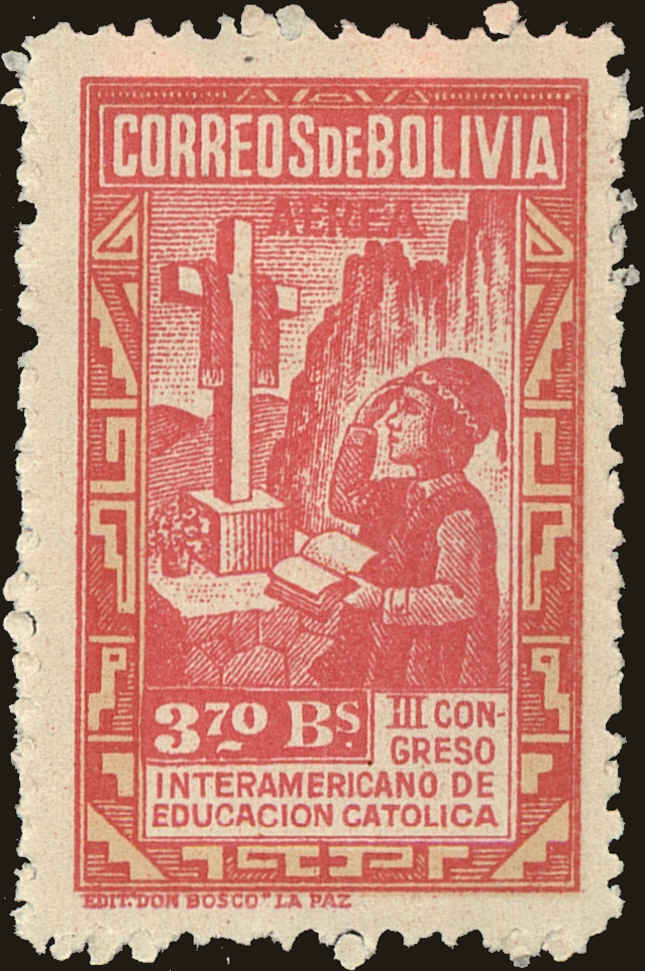 CORREOS DE BOLIVIA
AEREA
3.70 Bs.
III CON-
GRESO
INTERAMERICANO DE
EDUCACION CATOLICA
EDIT. "DON BOSCO" LA PAZ